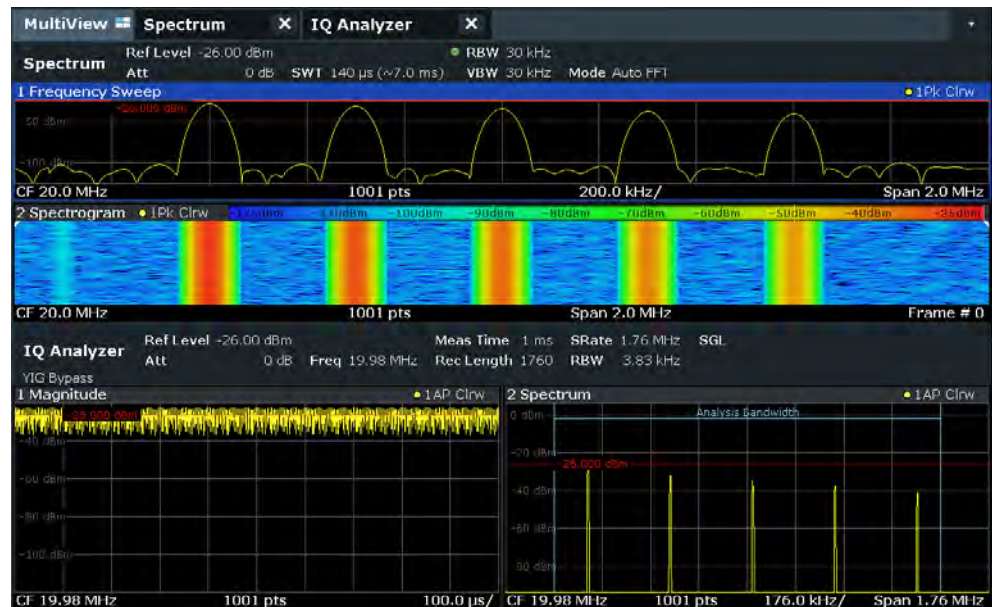 MultiView Spectrum X IQ Analyzer X
Spectrum
Ref Level -26.00 dBm RBW 30 kHz
Att 0 dB SWT 140 µs (~7.0 ms) VBW 30 kHz Mode Auto FFT
1 Frequency Sweep 1Pk Clrw
-26.000 dBm
-50 dBm
-100 dBm
CF 20.0 MHz 1001 pts 200.0 kHz/ Span 2.0 MHz
2 Spectrogram 1Pk Clrw -110dBm -100dBm -90dBm -80dBm -70dBm -60dBm -50dBm -40dBm
CF 20.0 MHz 1001 pts Span 2.0 MHz Frame # 0
IQ Analyzer
Ref Level -26.00 dBm Meas Time 1 ms SRate 1.76 MHz SGL
Att 0 dB Freq 19.98 MHz Rec Length 1760 RBW 3.83 kHz
YIG Bypass
1 Magnitude 1AP Clrw
-40 dBm
-60 dBm
-80 dBm
-100 dBm
CF 19.98 MHz 1001 pts 100.0 µs/
2 Spectrum 1AP Clrw
0 dBm
Analysis Bandwidth
-20 dBm
-40 dBm
-60 dBm
-80 dBm
CF 19.98 MHz 1001 pts 176.0 kHz/ Span 1.76 MHz